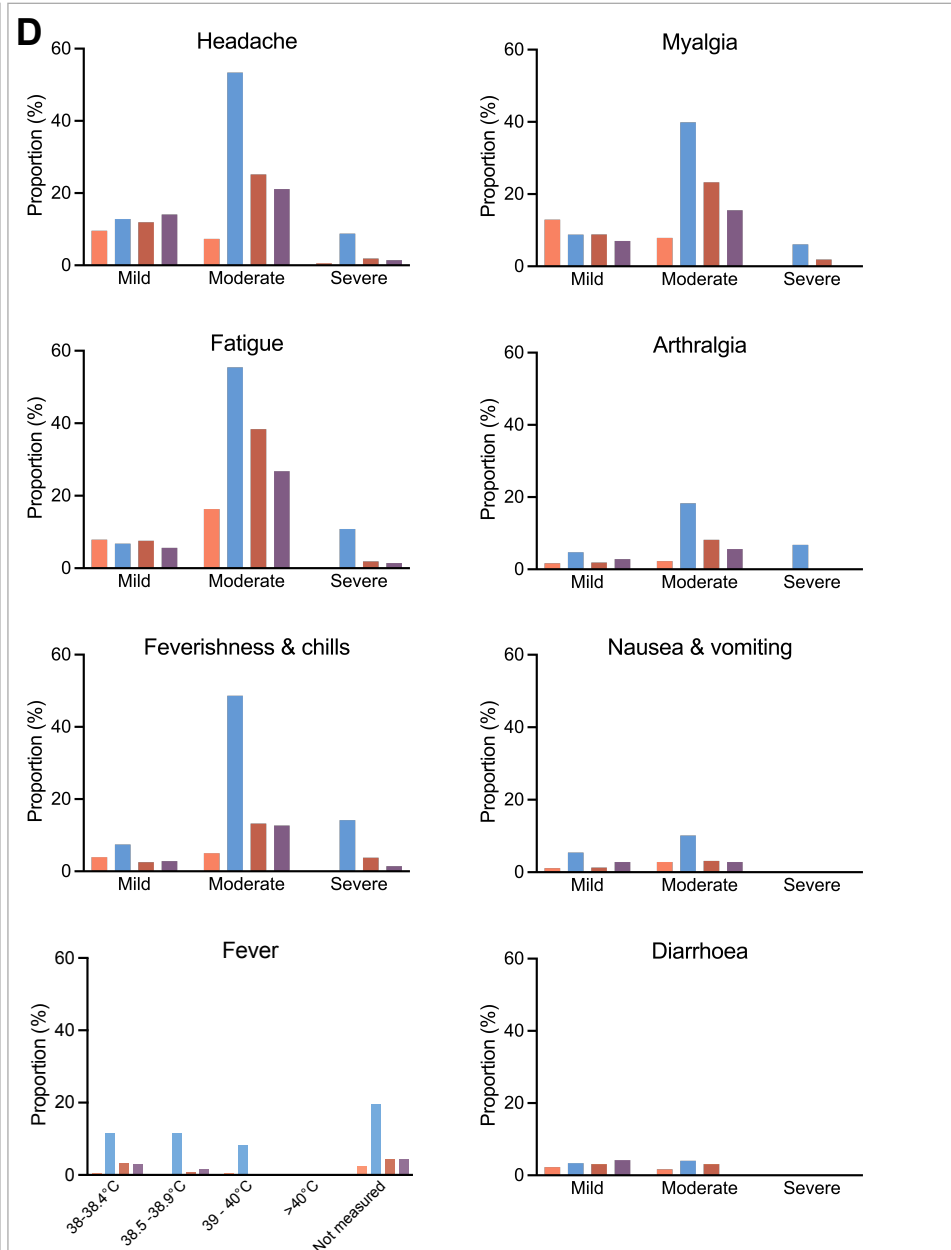 D
Headache
Proportion (%)
60
40
20
0
Mild Moderate Severe
Myalgia
Proportion (%)
60
40
20
0
Mild Moderate Severe
Fatigue
Proportion (%)
60
40
20
0
Mild Moderate Severe
Arthralgia
Proportion (%)
60
40
20
0
Mild Moderate Severe
Feverishness & chills
Proportion (%)
60
40
20
0
Mild Moderate Severe
Nausea & vomiting
Proportion (%)
60
40
20
0
Mild Moderate Severe
Fever
Proportion (%)
60
40
20
0
38-38.4°C
38.5 -38.9°C
39 - 40°C
>40°C
Not measured
Diarrhoea
Proportion (%)
60
40
20
0
Mild Moderate Severe